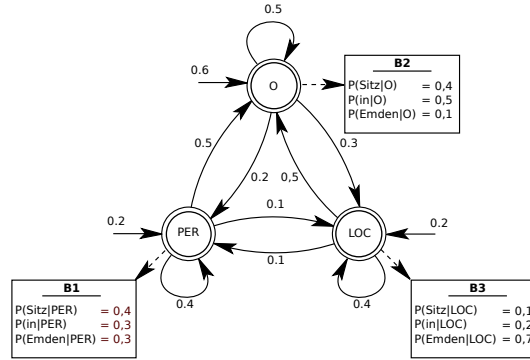 0.5
0.6
O
B2
P(Sitz|O) = 0,4
P(in|O) = 0,5
P(Emden|O) = 0,1
0.5
0.3
0.2
0,5
0.2
PER
0.1
LOC
0.2
0.1
0.4
0.4
B1
P(Sitz|PER) = 0,4
P(in|PER) = 0,3
P(Emden|PER) = 0,3
B3
P(Sitz|LOC) = 0,1
P(in|LOC) = 0,2
P(Emden|LOC) = 0,7